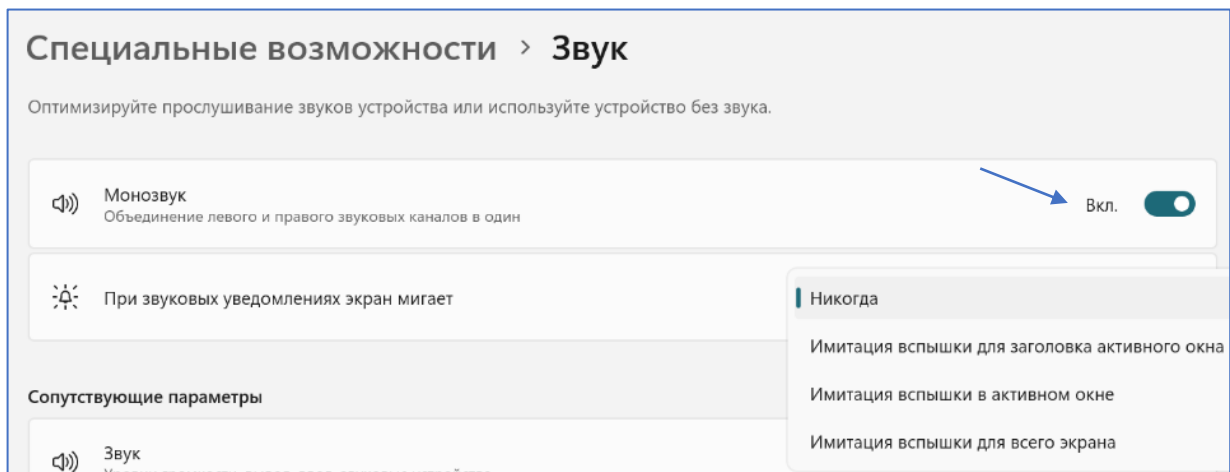 Специальные возможности > Звук
Оптимизируйте прослушивание звуков устройства или используйте устройство без звука.
Монозвук
Объединение левого и правого звуковых каналов в один
Вкл.
При звуковых уведомлениях экран мигает
Никогда
Имитация вспышки для заголовка активного окна
Имитация вспышки в активном окне
Имитация вспышки для всего экрана
Сопутствующие параметры
Звук